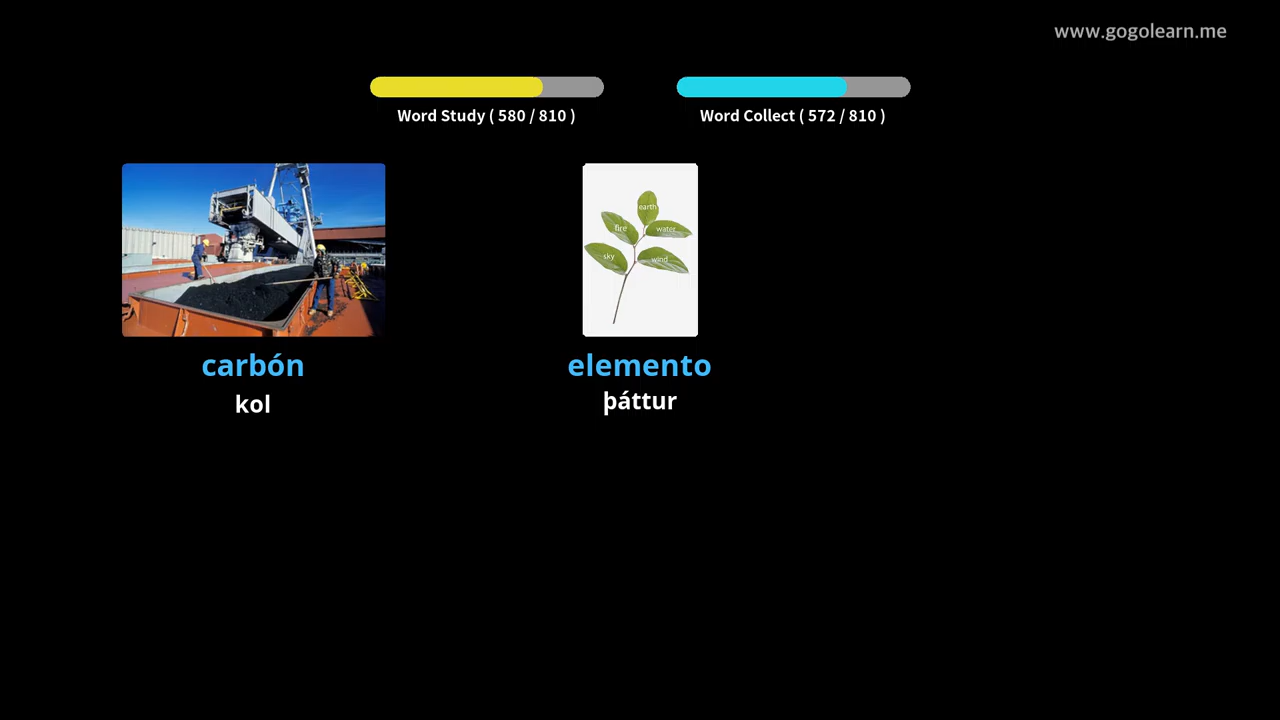 www.gogolearn.me
Word Study ( 580 / 810 )
Word Collect ( 572 / 810 )
earth
fire
water
sky
wind
carbón
kol
elemento
þáttur